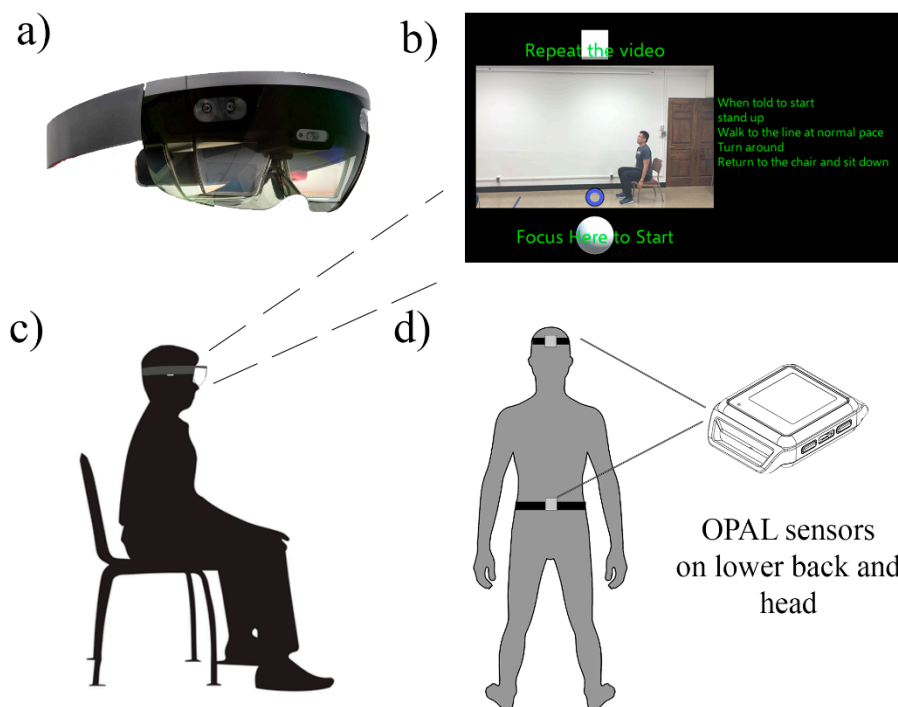 a)
b)
Repeat the video
When told to start
stand up
Walk to the line at normal pace
Turn around
Return to the chair and sit down
Focus Here to Start
c)
d)
OPAL sensors
on lower back and
head